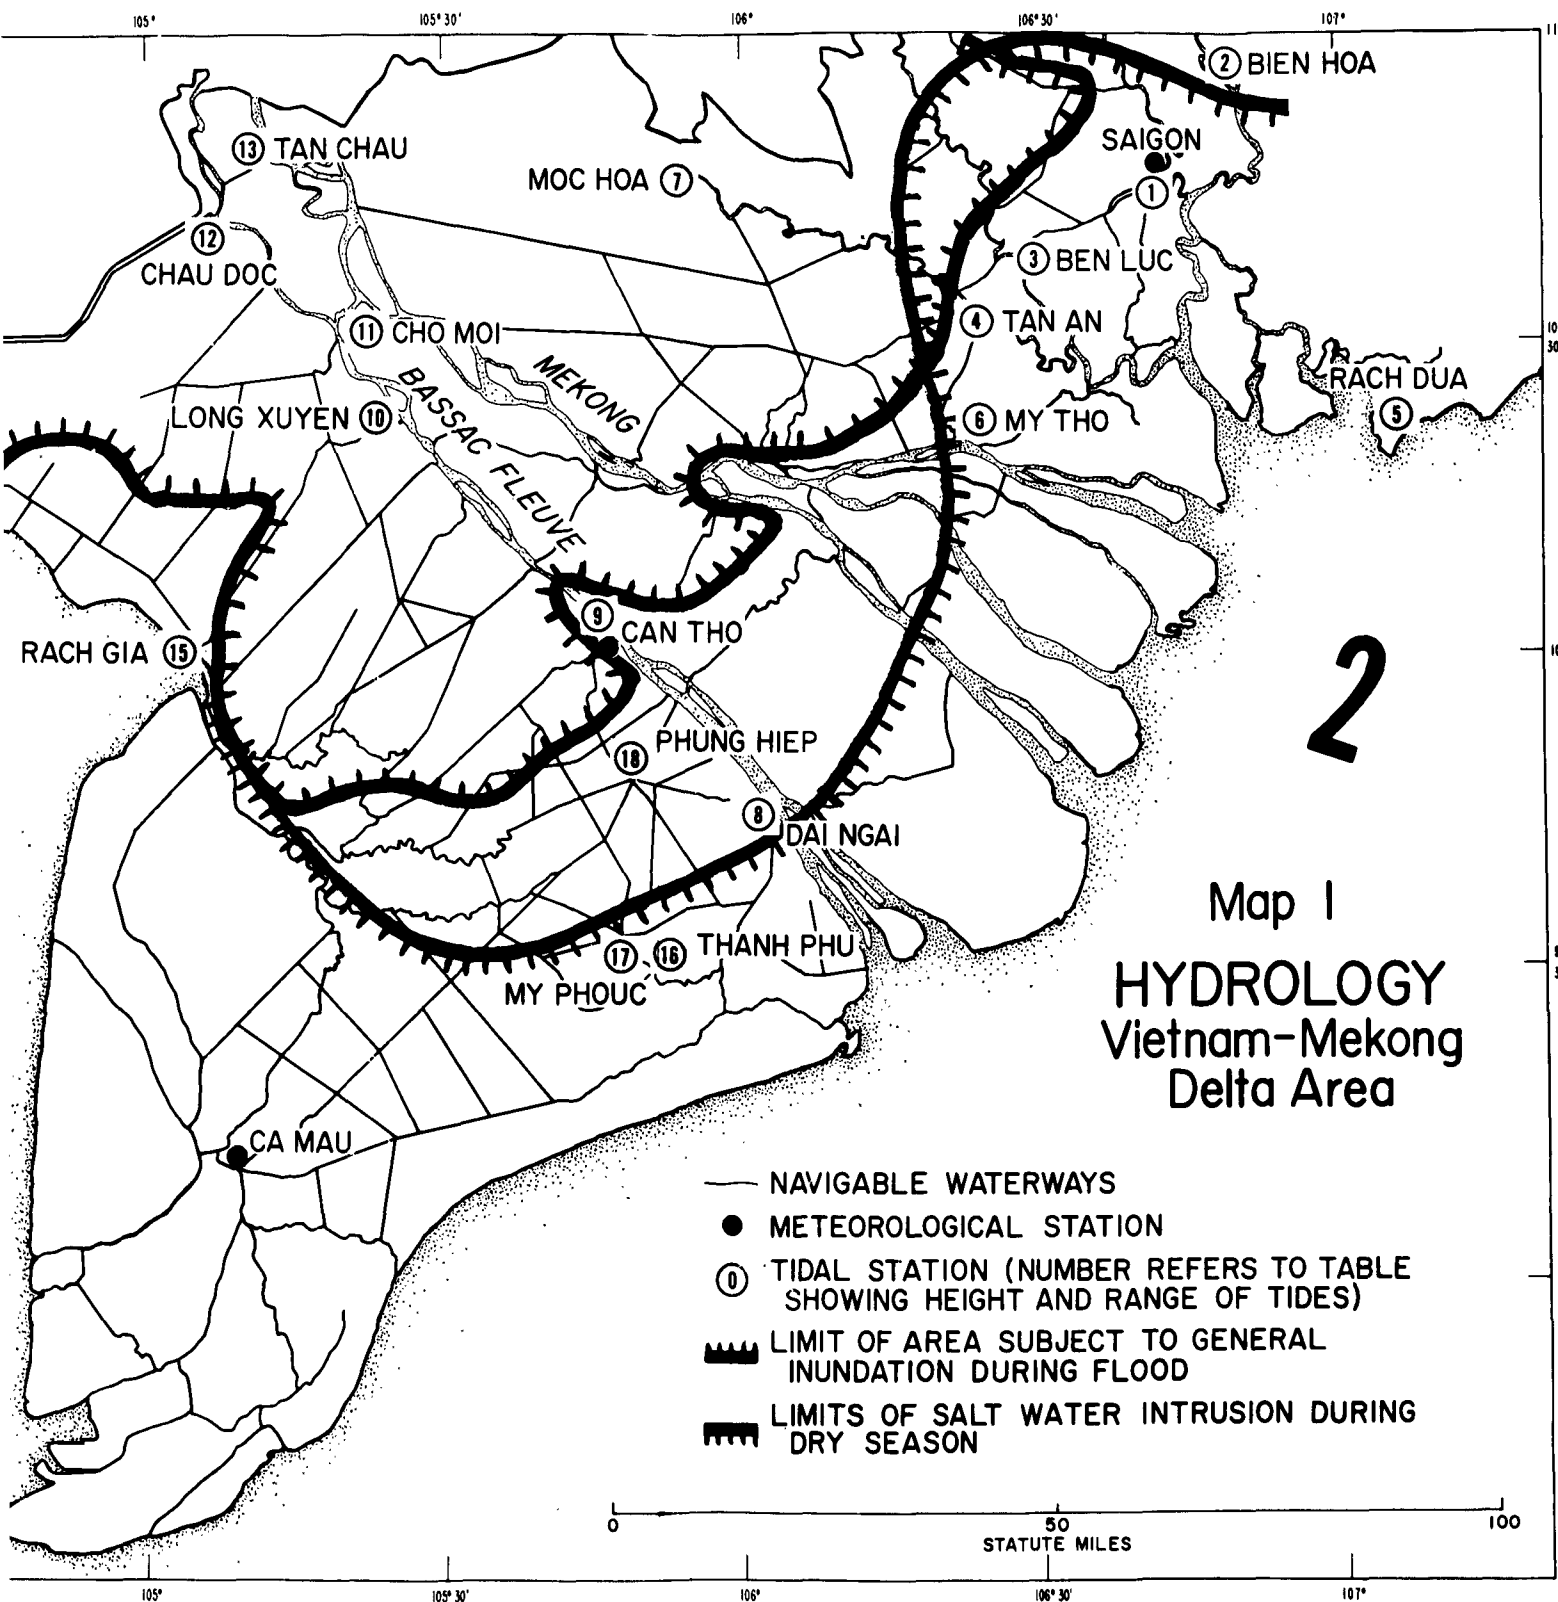 105°
105° 30'
106°
106° 30'
107°
11
② BIEN HOA
SAIGON
①
⑬ TAN CHAU
MOC HOA ⑦
⑫
CHAU DOC
③ BEN LUC
④ TAN AN
⑪ CHO MOI
10
30
MEKONG
BASSAC FLEUVE
RACH DUA
⑤
LONG XUYEN ⑩
⑥ MY THO
⑨
CAN THO
RACH GIA ⑮
10
2
PHUNG HIEP
⑱
⑧
DAI NGAI
Map 1
⑰ ⑯ THANH PHU
MY PHOUC
HYDROLOGY
Vietnam-Mekong
Delta Area
CA MAU
NAVIGABLE WATERWAYS
METEOROLOGICAL STATION
⓪ TIDAL STATION (NUMBER REFERS TO TABLE
SHOWING HEIGHT AND RANGE OF TIDES)
LIMIT OF AREA SUBJECT TO GENERAL
INUNDATION DURING FLOOD
LIMITS OF SALT WATER INTRUSION DURING
DRY SEASON
0
50
100
STATUTE MILES
105°
105° 30'
106°
106° 30'
107°